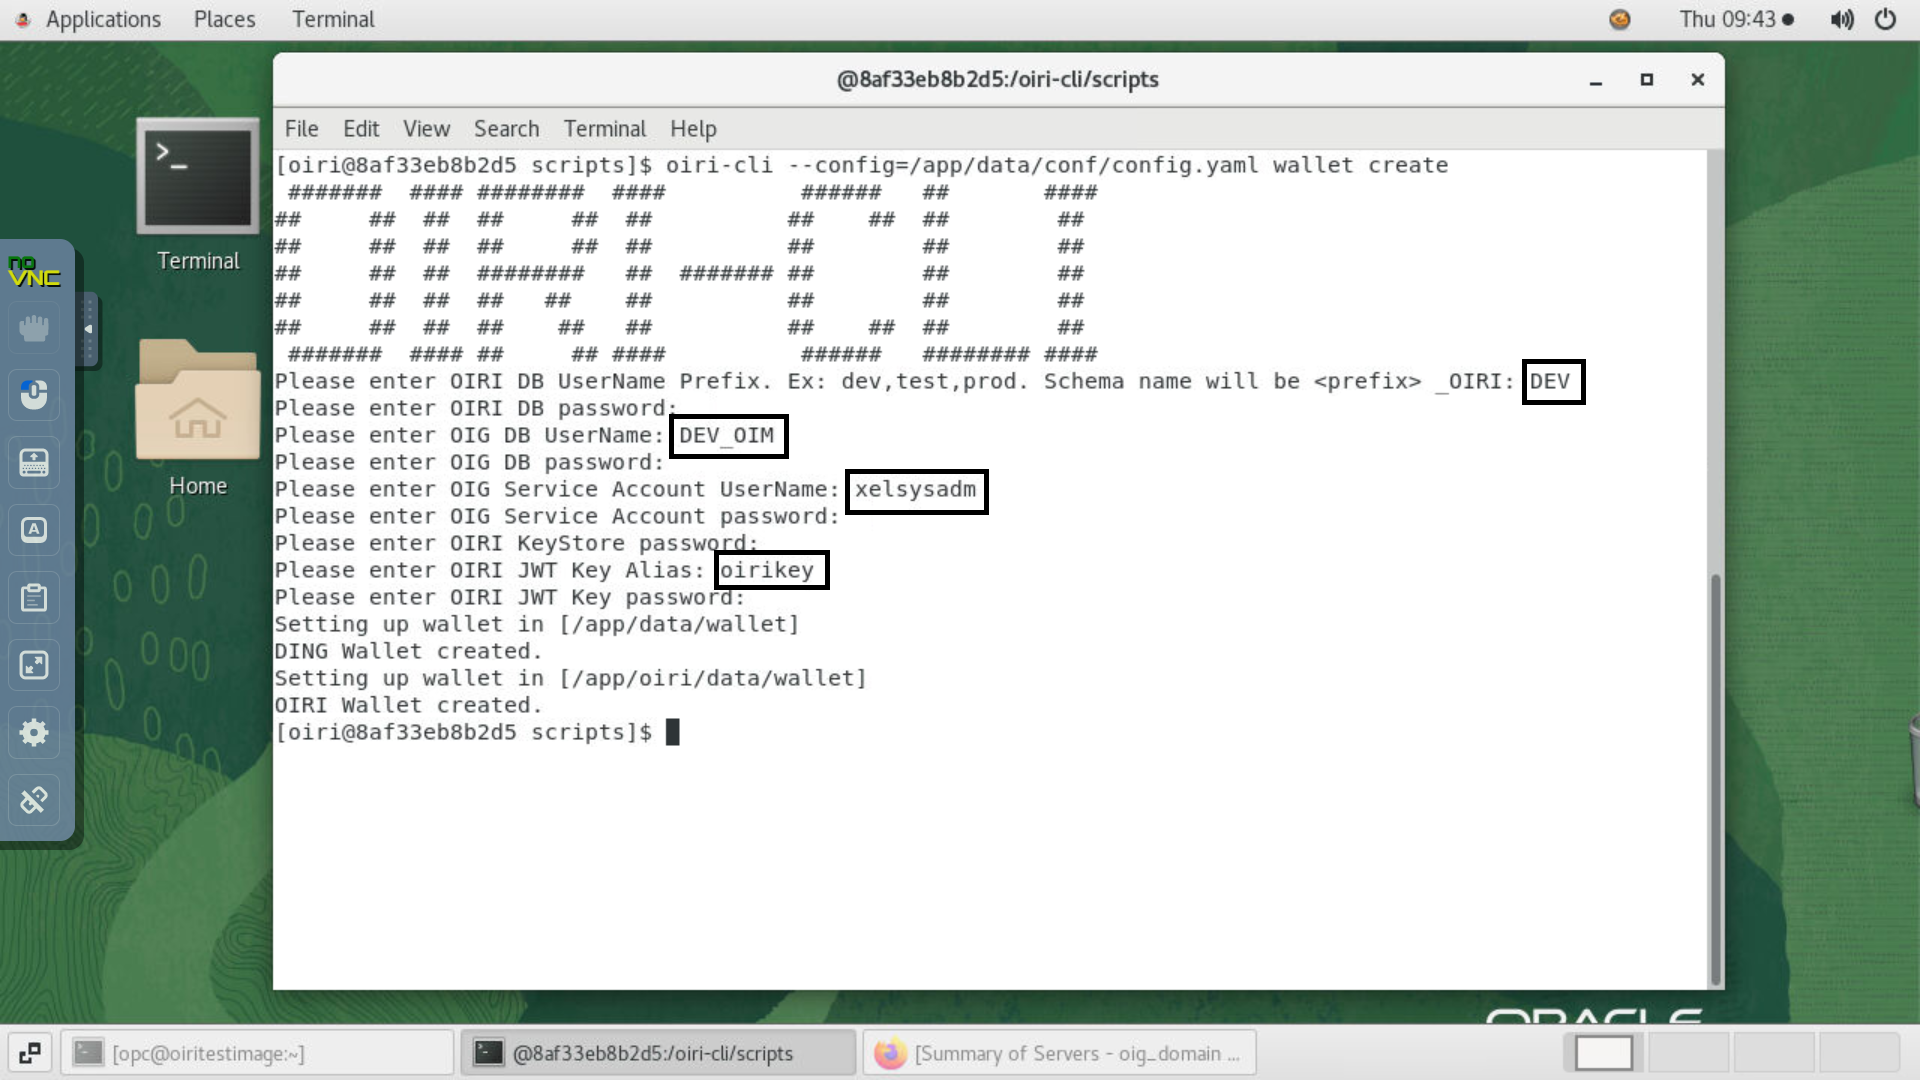 Applications Places Terminal Thu 09:43
@8af33eb8b2d5:/oiri-cli/scripts
File Edit View Search Terminal Help
[oiri@8af33eb8b2d5 scripts]$ oiri-cli --config=/app/data/conf/config.yaml wallet create
 #######  #### ########  ####          ######   ##       ####
##     ##  ##  ##     ##  ##          ##    ##  ##        ##
##     ##  ##  ##     ##  ##          ##        ##        ##
##     ##  ##  ########   ##  ####### ##        ##        ##
##     ##  ##  ##   ##    ##          ##        ##        ##
##     ##  ##  ##    ##   ##          ##    ##  ##        ##
 #######  #### ##     ## ####          ######   ######## ####
Please enter OIRI DB UserName Prefix. Ex: dev,test,prod. Schema name will be <prefix> _OIRI: DEV
Please enter OIRI DB password:
Please enter OIG DB UserName: DEV_OIM
Please enter OIG DB password:
Please enter OIG Service Account UserName: xelsysadm
Please enter OIG Service Account password:
Please enter OIRI KeyStore password:
Please enter OIRI JWT Key Alias: oirikey
Please enter OIRI JWT Key password:
Setting up wallet in [/app/data/wallet]
DING Wallet created.
Setting up wallet in [/app/oiri/data/wallet]
OIRI Wallet created.
[oiri@8af33eb8b2d5 scripts]$
Terminal
Home
no
VNC
A
ORACLE
[opc@oiritestimage:~] @8af33eb8b2d5:/oiri-cli/scripts [Summary of Servers - oig_domain ...